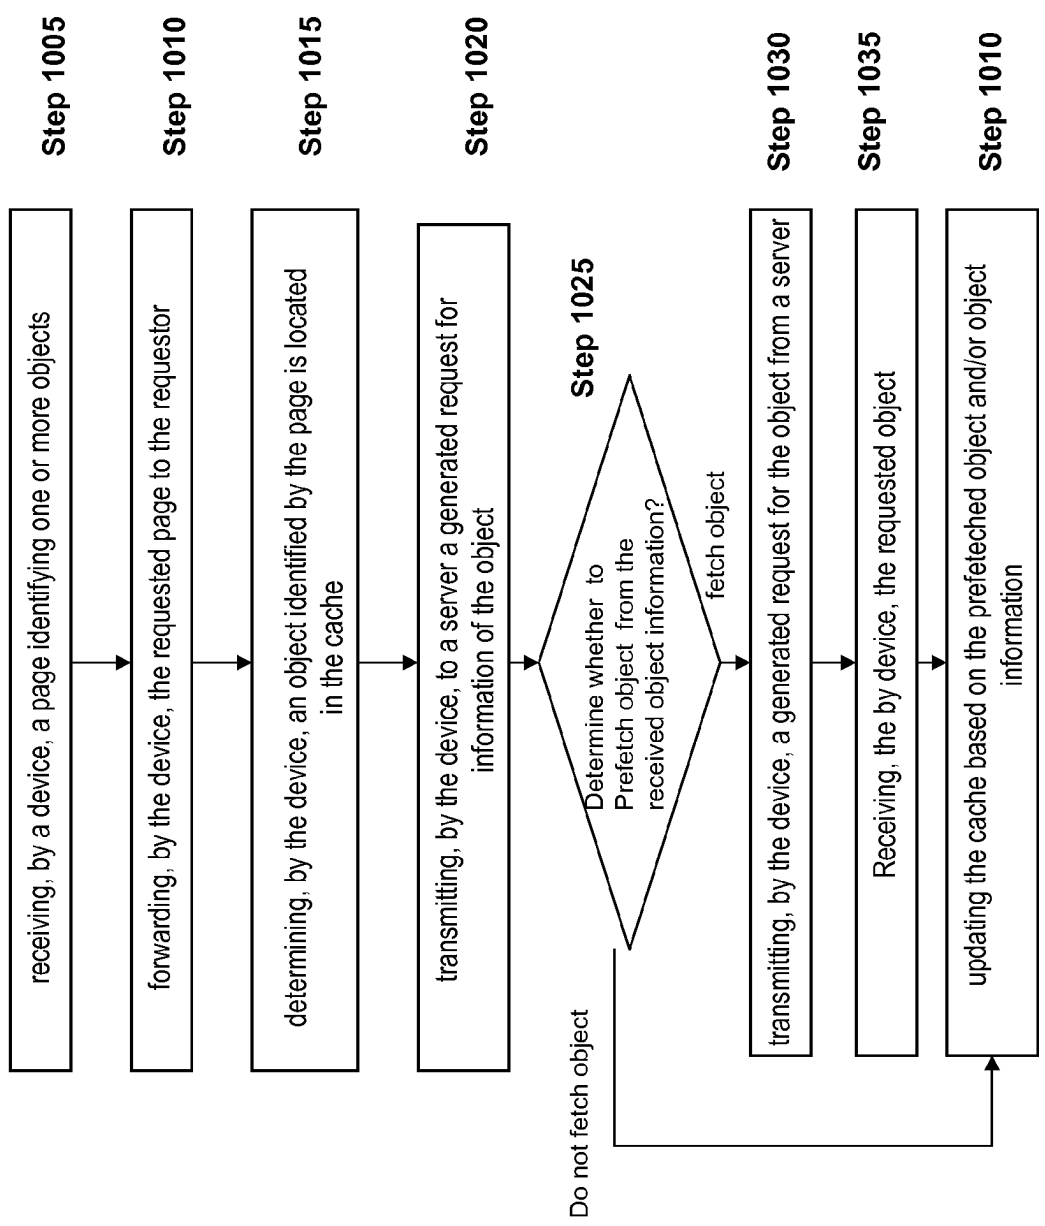 receiving, by a device, a page identifying one or more objects
Step 1005
forwarding, by the device, the requested page to the requestor
Step 1010
determining, by the device, an object identified by the page is located
in the cache
Step 1015
transmitting, by the device, to a server a generated request for
information of the object
Step 1020
Step 1025
Determine whether to
Prefetch object from the
received object information?
Do not fetch object
fetch object
transmitting, by the device, a generated request for the object from a server
Step 1030
Receiving, the by device, the requested object
Step 1035
updating the cache based on the prefeteched object and/or object
information
Step 1010